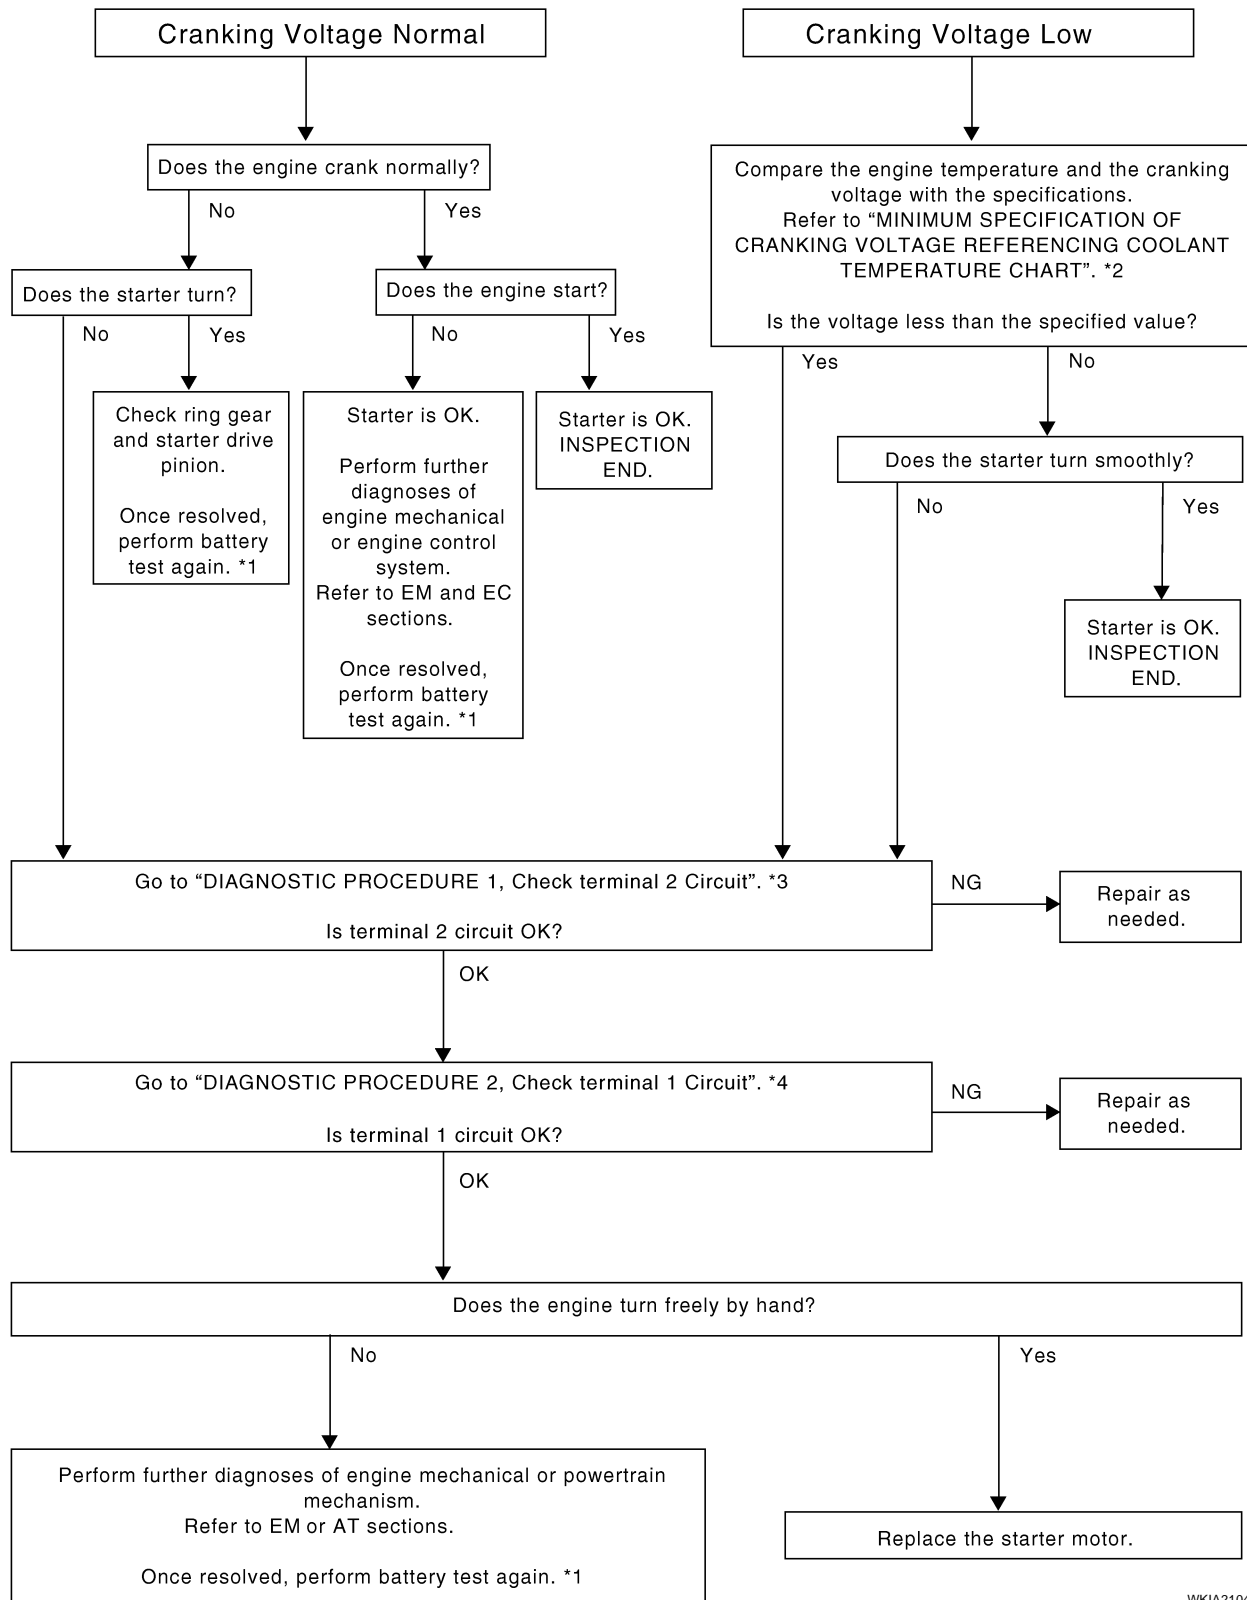 Cranking Voltage Normal
Cranking Voltage Low
Does the engine crank normally?
No
Yes
Does the starter turn?
No
Yes
Does the engine start?
No
Yes
Check ring gear
and starter drive
pinion.
Once resolved,
perform battery
test again. *1
Starter is OK.
Perform further
diagnoses of
engine mechanical
or engine control
system.
Refer to EM and EC
sections.
Once resolved,
perform battery
test again. *1
Starter is OK.
INSPECTION
END.
Compare the engine temperature and the cranking
voltage with the specifications.
Refer to “MINIMUM SPECIFICATION OF
CRANKING VOLTAGE REFERENCING COOLANT
TEMPERATURE CHART”. *2
Is the voltage less than the specified value?
Yes
No
Does the starter turn smoothly?
No
Yes
Starter is OK.
INSPECTION
END.
Go to “DIAGNOSTIC PROCEDURE 1, Check terminal 2 Circuit”. *3
Is terminal 2 circuit OK?
NG
Repair as
needed.
OK
Go to “DIAGNOSTIC PROCEDURE 2, Check terminal 1 Circuit”. *4
Is terminal 1 circuit OK?
NG
Repair as
needed.
OK
Does the engine turn freely by hand?
No
Yes
Perform further diagnoses of engine mechanical or powertrain
mechanism.
Refer to EM or AT sections.
Once resolved, perform battery test again. *1
Replace the starter motor.